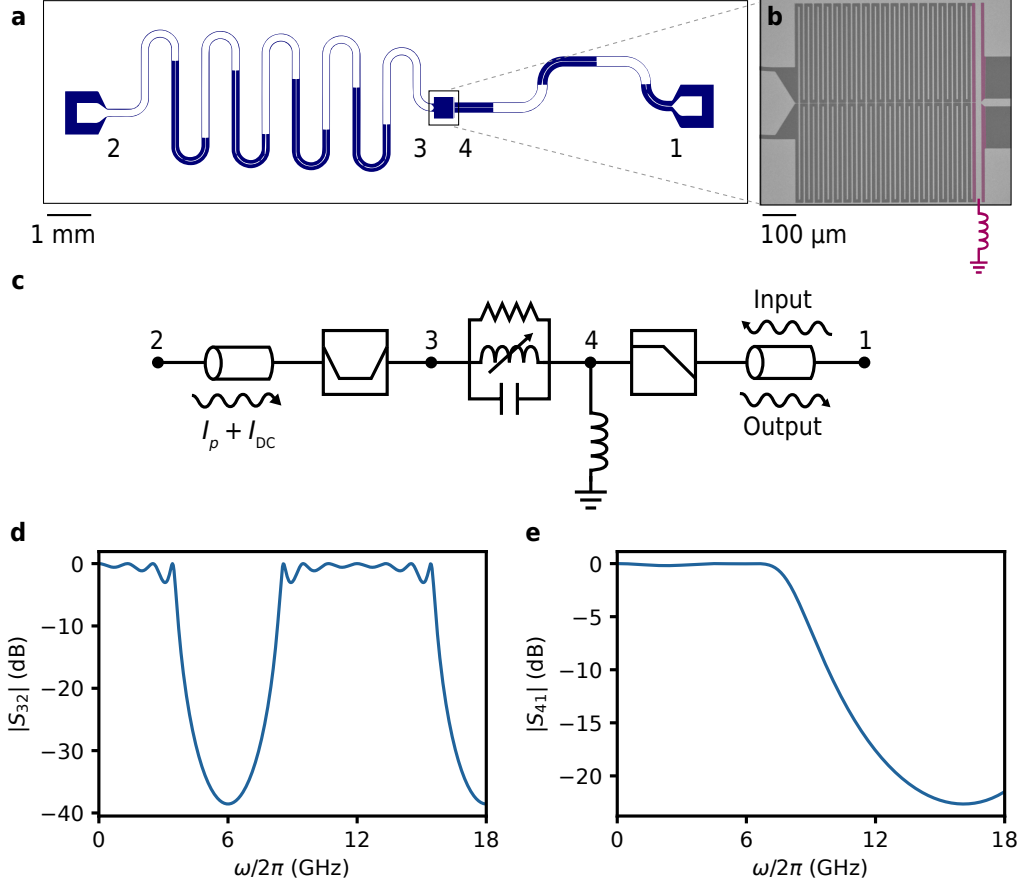 a
2
3
4
1
1 mm
b
100 μm
c
2
3
4
1
Input
Output
I_p + I_DC
d
|S_32| (dB)
0
−10
−20
−30
−40
0
6
12
18
ω/2π (GHz)
e
|S_41| (dB)
0
−5
−10
−15
−20
0
6
12
18
ω/2π (GHz)